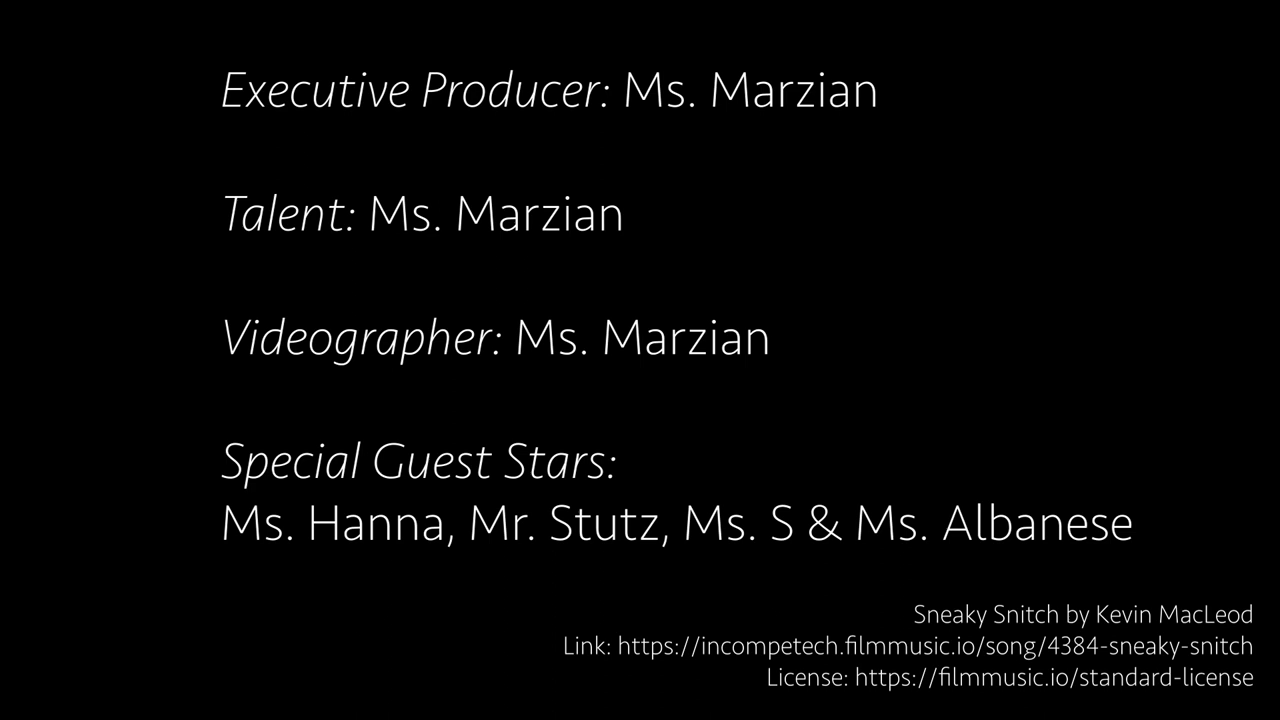 Executive Producer: Ms. Marzian
Talent: Ms. Marzian
Videographer: Ms. Marzian
Special Guest Stars:
Ms. Hanna, Mr. Stutz, Ms. S & Ms. Albanese
Sneaky Snitch by Kevin MacLeod
Link: https://incompetech.filmmusic.io/song/4384-sneaky-snitch
License: https://filmmusic.io/standard-license